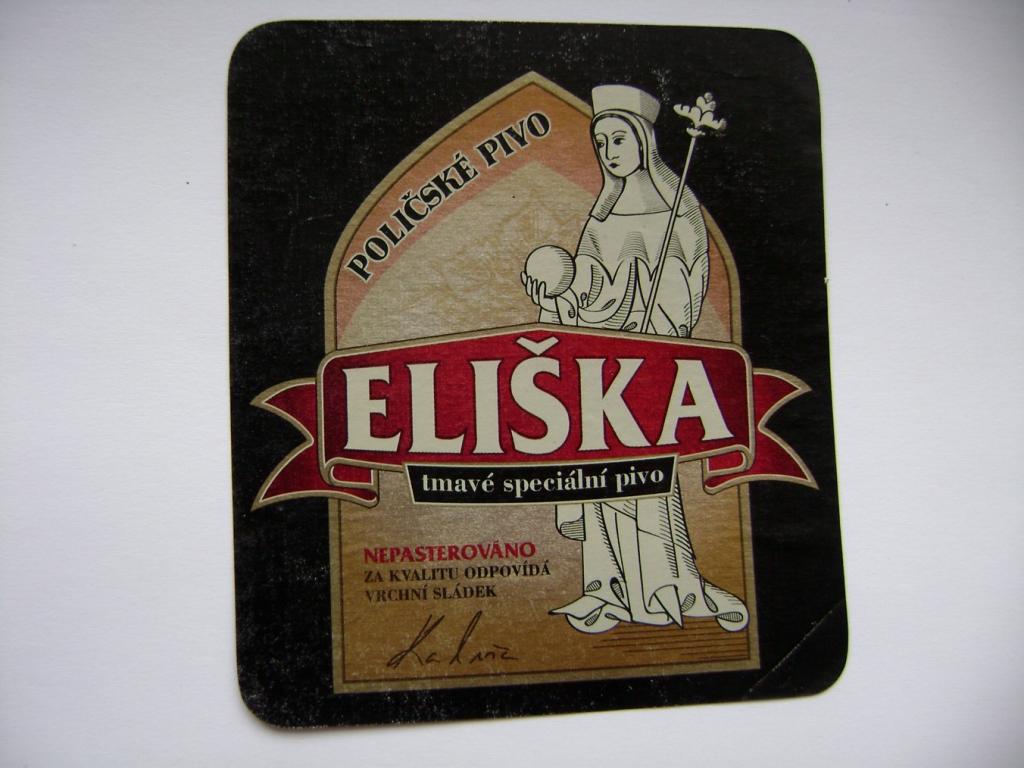 POLIČSKÉ PIVO
ELIŠKA
tmavé speciální pivo
NEPASTEROVÁNO
ZA KVALITU ODPOVÍDÁ
VRCHNÍ SLÁDEK